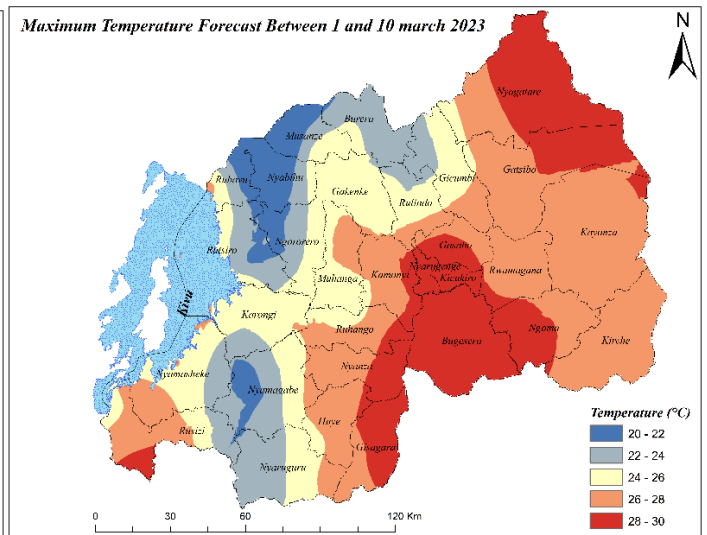 Maximum Temperature Forecast Between 1 and 10 march 2023
N
Nyagatare
Burera
Musanze
Rubavu
Nyabihu
Gakenke
Gicumbi
Gatsibo
Rulindo
Kayonza
Rutsiro
Ngororero
Gasabo
Nyarugenge
Kicukiro
Rwamagana
Muhanga
Kamonyi
Kivu
Karongi
Ruhango
Bugesera
Ngoma
Kirehe
Nyamasheke
Nyamagabe
Nyanza
Rusizi
Huye
Gisagara
Nyaruguru
Temperature (°C)
20 - 22
22 - 24
24 - 26
26 - 28
28 - 30
0 30 60 120 Km